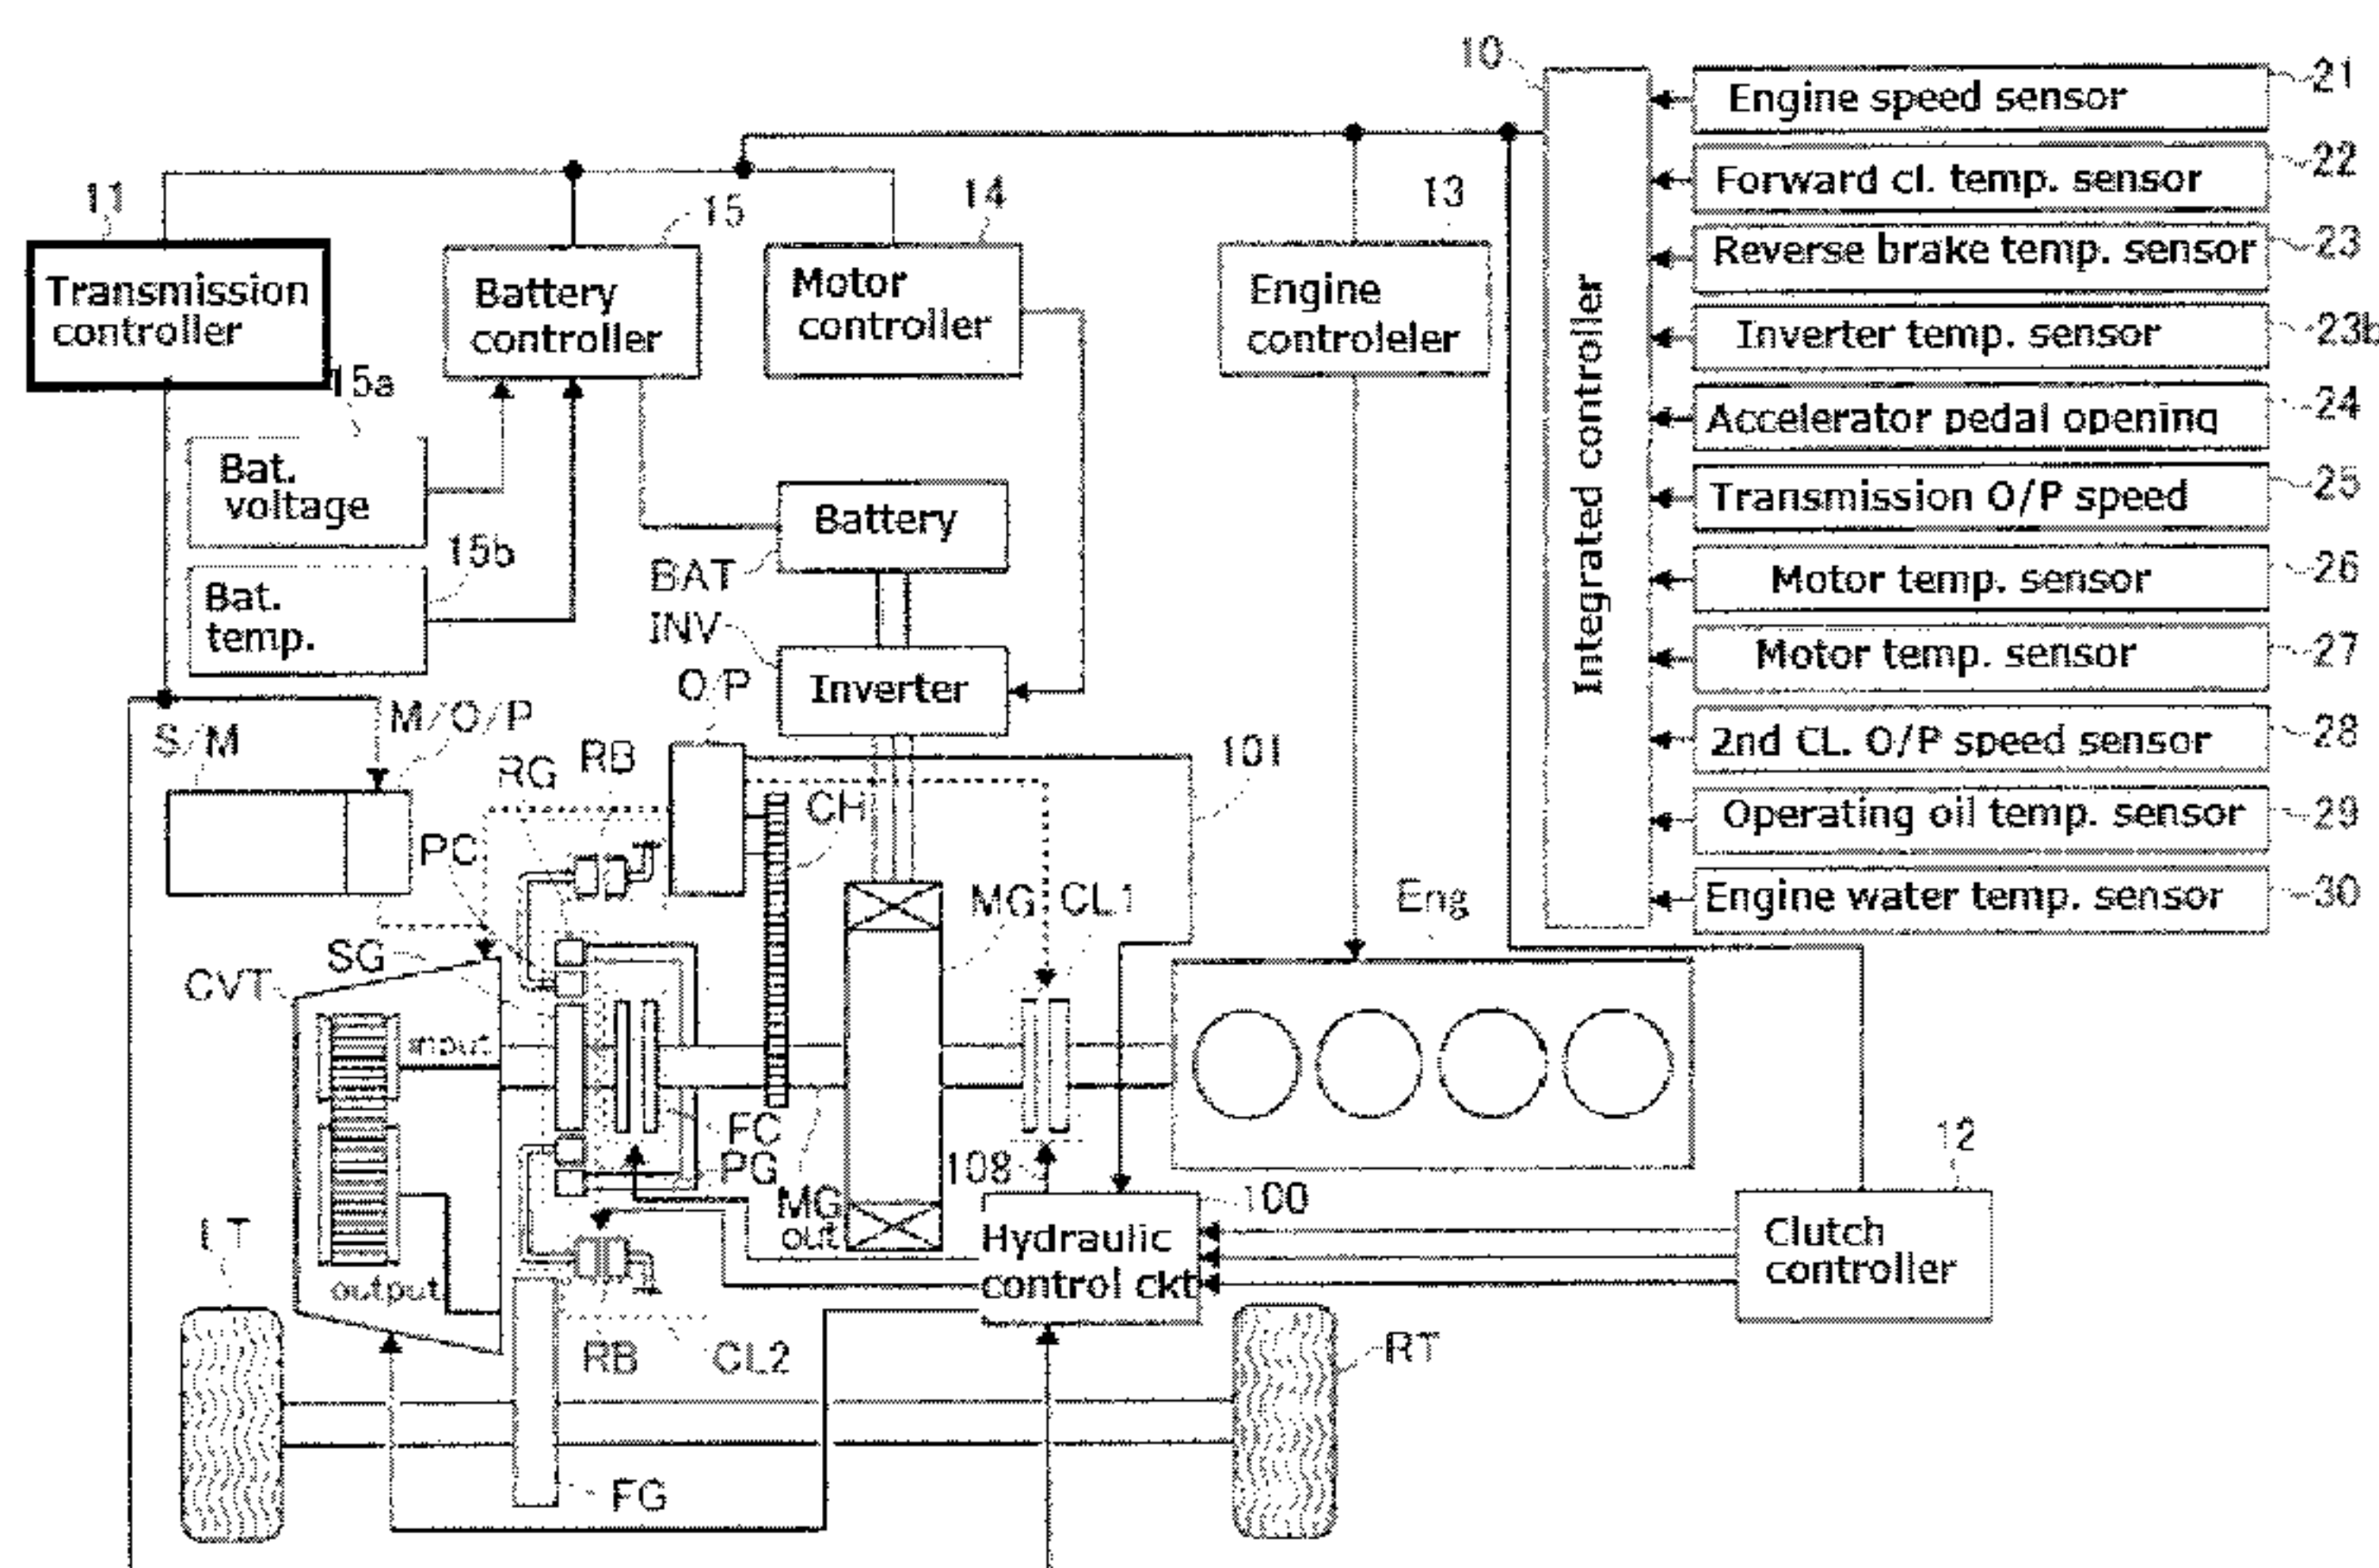 10
Engine speed sensor
21
Forward cl. temp. sensor
22
Reverse brake temp. sensor
23
Inverter temp. sensor
23b
Accelerator pedal opening
24
Transmission O/P speed
25
Motor temp. sensor
26
Motor temp. sensor
27
2nd CL. O/P speed sensor
28
Operating oil temp. sensor
29
Engine water temp. sensor
30
Integrated controller
11
Transmission
controller
15
Battery
controller
14
Motor
controller
13
Engine
controleler
15a
Bat.
voltage
15b
Bat.
temp.
Battery
BAT
INV
Inverter
O/P
S/M
M/O/P
RG
RB
CH
101
PC
MG
CL1
Eng
SG
CVT
input
output
FC
PG
MG
out
108
100
Hydraulic
control ckt
12
Clutch
controller
LT
RB
CL2
RT
FG